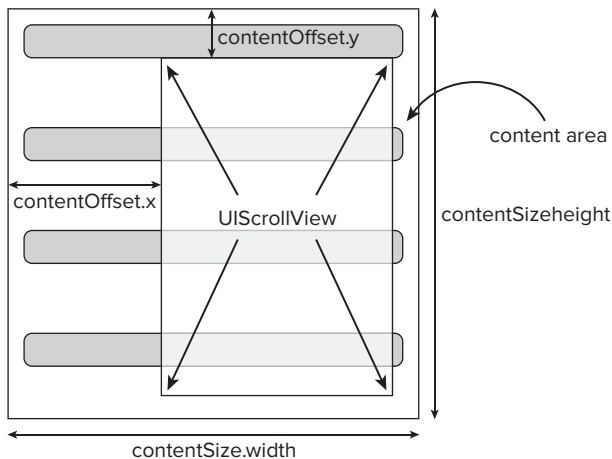 contentOffset.y
content area
contentOffset.x
UIScrollView
contentSizeheight
contentSize.width